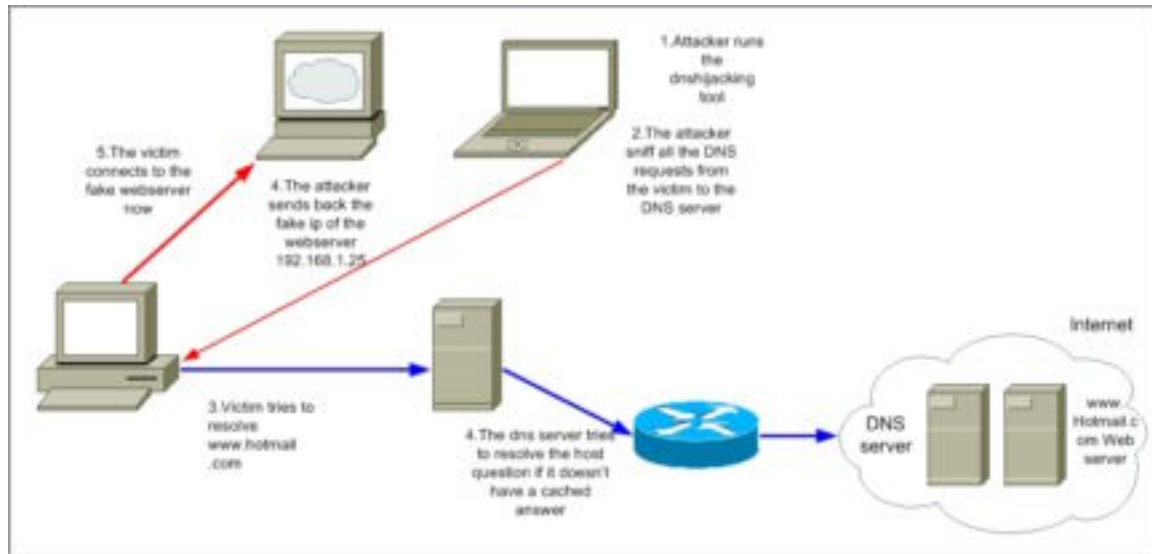 1.Attacker runs
the
dnshijacking
tool
2.The attacker
sniff all the DNS
requests from
the victim to the
DNS server
5.The victim
connects to the
fake webserver
now
4.The attacker
sends back the
fake ip of the
webserver
192.168.1.25
3.Victim tries to
resolve
www.hotmail
.com
4.The dns server tries
to resolve the host
question if it doesn't
have a cached
answer
Internet
DNS
server
www.
Hotmail.c
om Web
server